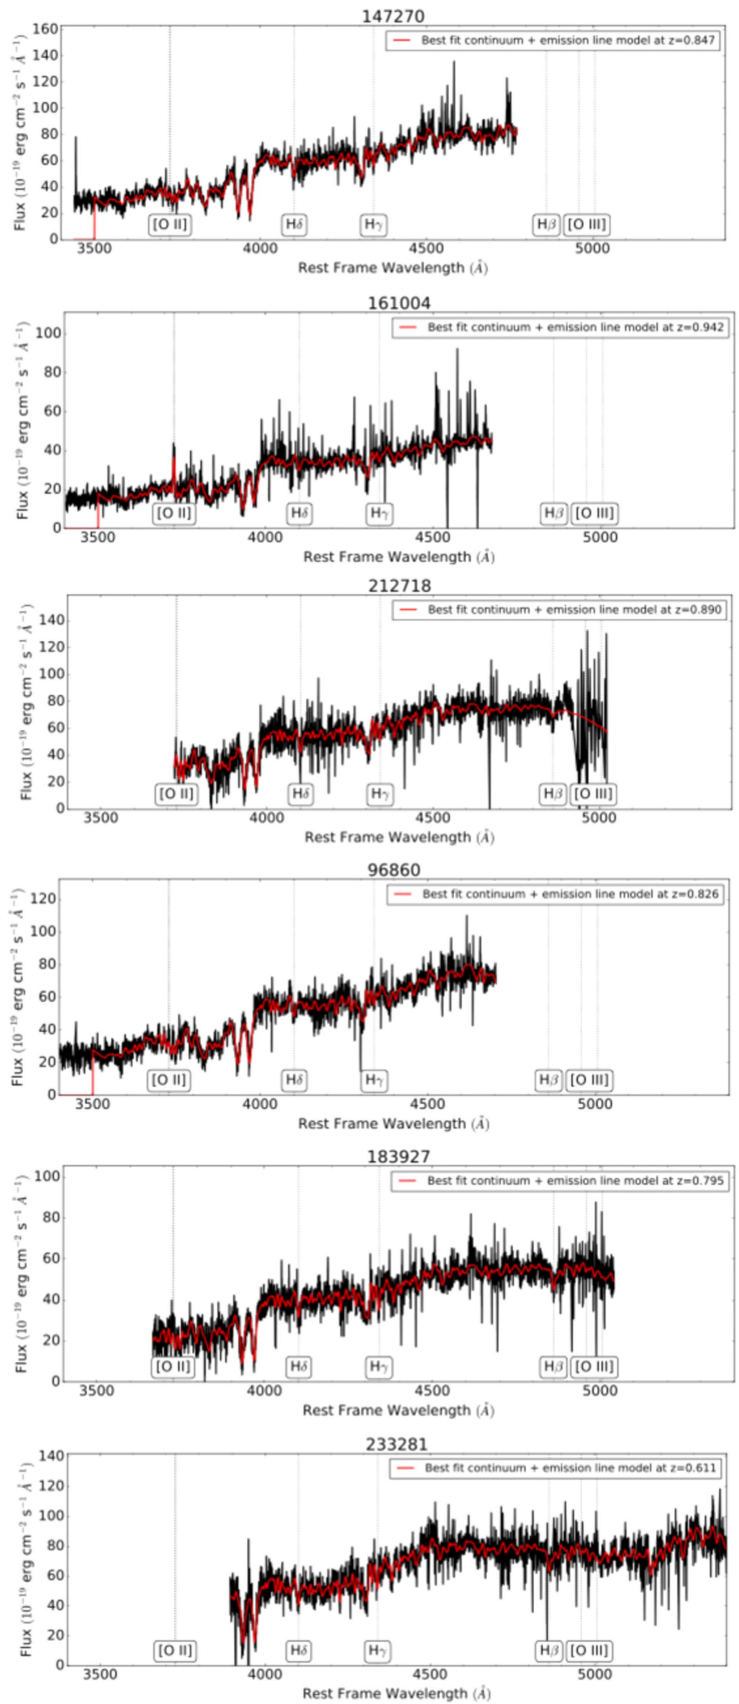 147270
Best fit continuum + emission line model at z=0.847
160
140
120
100
80
60
40
20
0
Flux (10⁻¹⁹ erg cm⁻² s⁻¹ Å⁻¹)
[O II] Hδ Hγ Hβ [O III]
3500 4000 4500 5000
Rest Frame Wavelength (Å)
161004
Best fit continuum + emission line model at z=0.942
100
80
60
40
20
0
Flux (10⁻¹⁹ erg cm⁻² s⁻¹ Å⁻¹)
[O II] Hδ Hγ Hβ [O III]
3500 4000 4500 5000
Rest Frame Wavelength (Å)
212718
Best fit continuum + emission line model at z=0.890
140
120
100
80
60
40
20
0
Flux (10⁻¹⁹ erg cm⁻² s⁻¹ Å⁻¹)
[O II] Hδ Hγ Hβ [O III]
3500 4000 4500 5000
Rest Frame Wavelength (Å)
96860
Best fit continuum + emission line model at z=0.826
120
100
80
60
40
20
0
Flux (10⁻¹⁹ erg cm⁻² s⁻¹ Å⁻¹)
[O II] Hδ Hγ Hβ [O III]
3500 4000 4500 5000
Rest Frame Wavelength (Å)
183927
Best fit continuum + emission line model at z=0.795
100
80
60
40
20
0
Flux (10⁻¹⁹ erg cm⁻² s⁻¹ Å⁻¹)
[O II] Hδ Hγ Hβ [O III]
3500 4000 4500 5000
Rest Frame Wavelength (Å)
233281
Best fit continuum + emission line model at z=0.611
140
120
100
80
60
40
20
0
Flux (10⁻¹⁹ erg cm⁻² s⁻¹ Å⁻¹)
[O II] Hδ Hγ Hβ [O III]
3500 4000 4500 5000
Rest Frame Wavelength (Å)